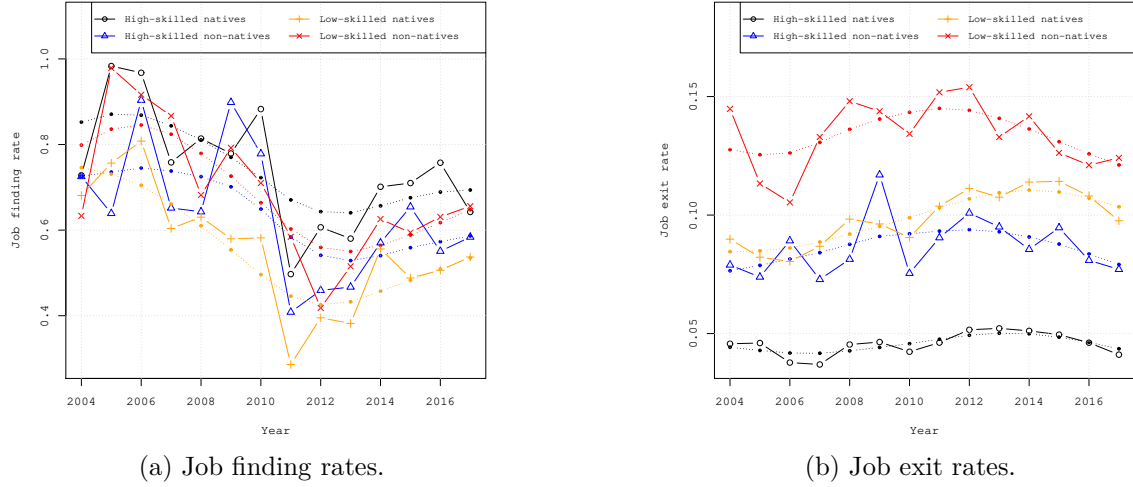 High-skilled natives
Low-skilled natives
High-skilled non-natives
Low-skilled non-natives
Job finding rate
1.0
0.8
0.6
0.4
2004 2006 2008 2010 2012 2014 2016
Year
(a) Job finding rates.
High-skilled natives
Low-skilled natives
High-skilled non-natives
Low-skilled non-natives
Job exit rate
0.15
0.10
0.05
2004 2006 2008 2010 2012 2014 2016
Year
(b) Job exit rates.